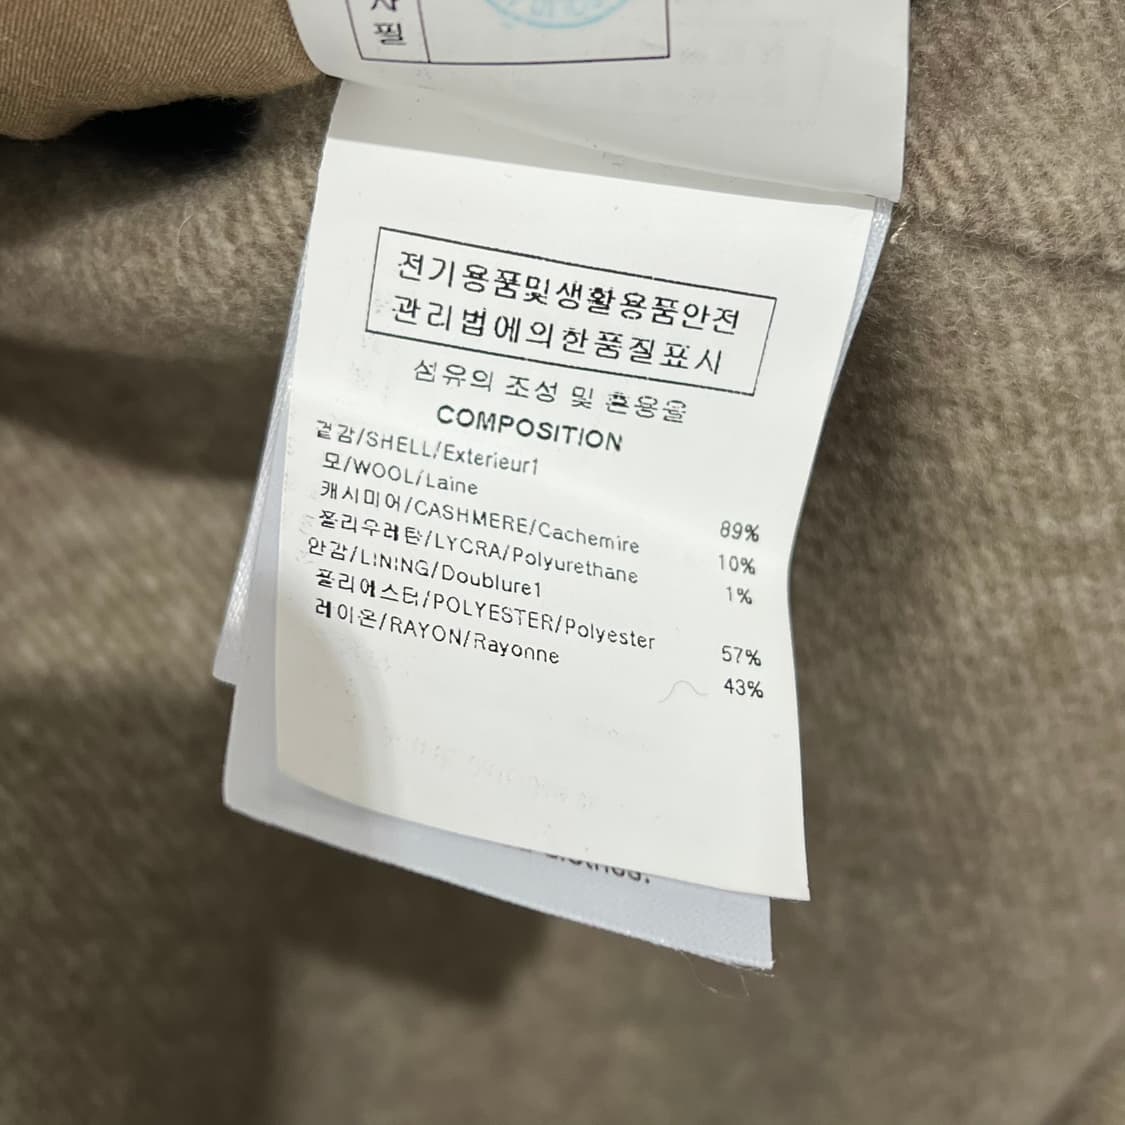 필
전기용품및생활용품안전
관리법에의한품질표시
섬유의 조성 및 혼용율
COMPOSITION
겉감/SHELL/Exterieur1
모/WOOL/Laine 89%
캐시미어/CASHMERE/Cachemire 10%
폴리우레탄/LYCRA/Polyurethane 1%
안감/LINING/Doublure1
폴리에스터/POLYESTER/Polyester 57%
레이온/RAYON/Rayonne 43%